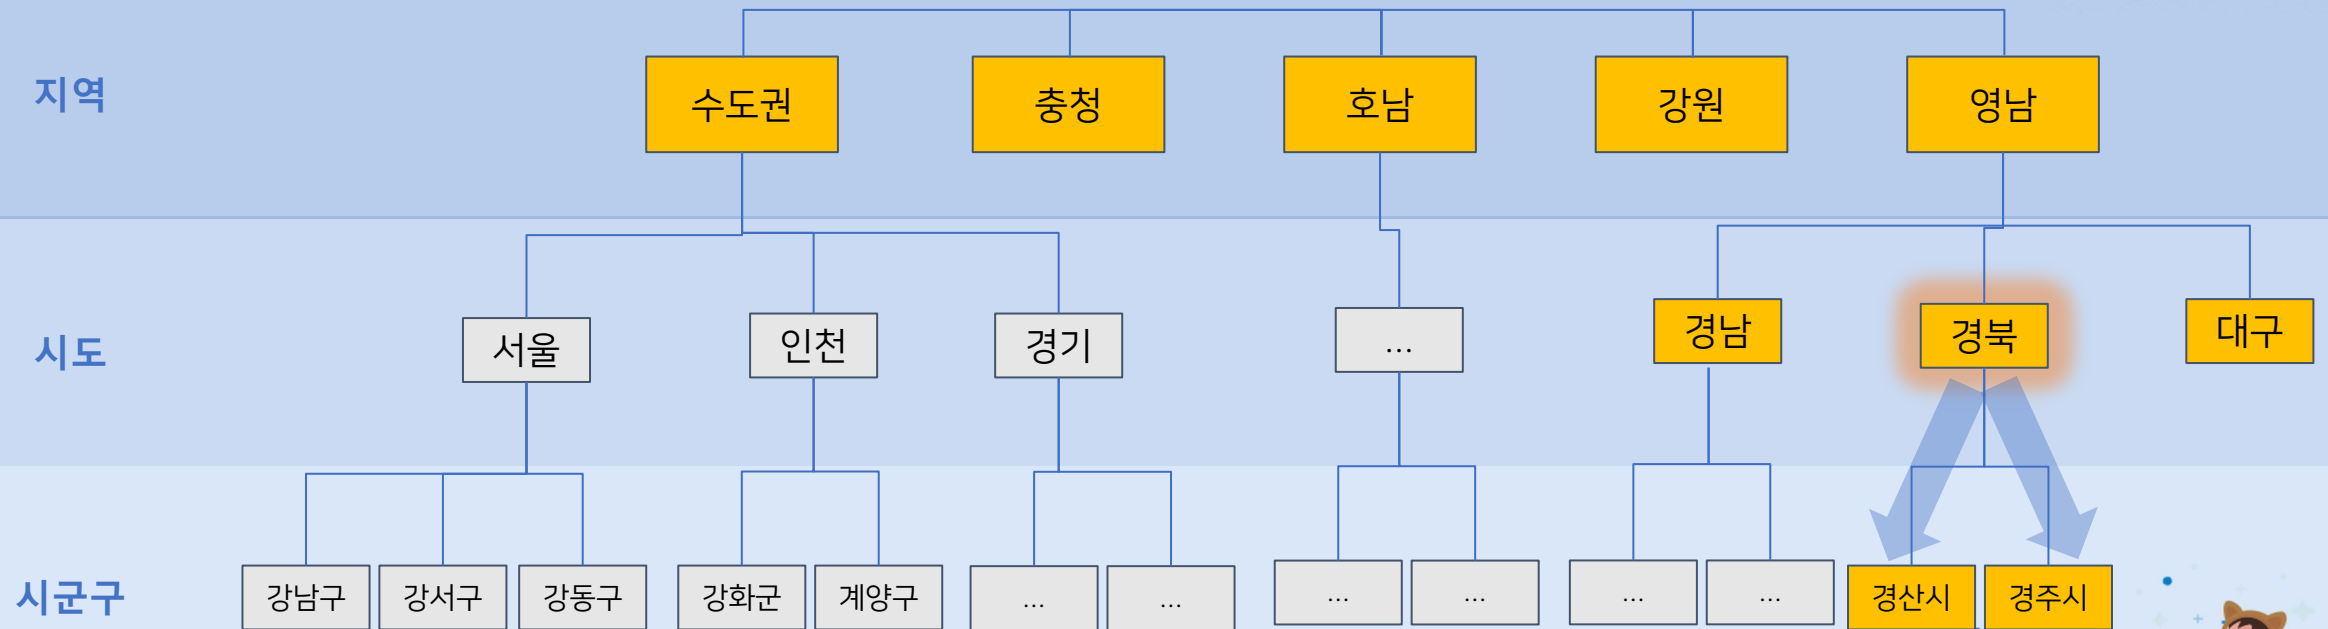 지역
수도권
충청
호남
강원
영남
시도
서울
인천
경기
...
경남
경북
대구
시군구
강남구
강서구
강동구
강화군
계양구
...
...
...
...
...
...
경산시
경주시